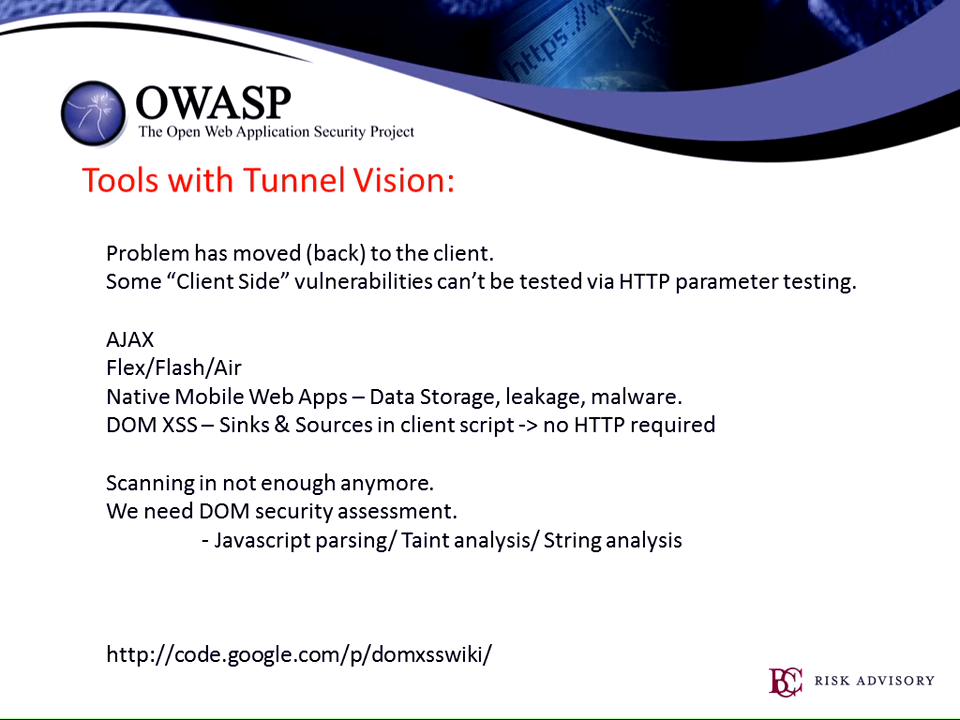 https://w
OWASP
The Open Web Application Security Project
Tools with Tunnel Vision:
Problem has moved (back) to the client.
Some “Client Side” vulnerabilities can’t be tested via HTTP parameter testing.
AJAX
Flex/Flash/Air
Native Mobile Web Apps – Data Storage, leakage, malware.
DOM XSS – Sinks & Sources in client script -> no HTTP required
Scanning in not enough anymore.
We need DOM security assessment.
- Javascript parsing/ Taint analysis/ String analysis
http://code.google.com/p/domxsswiki/
BCC RISK ADVISORY